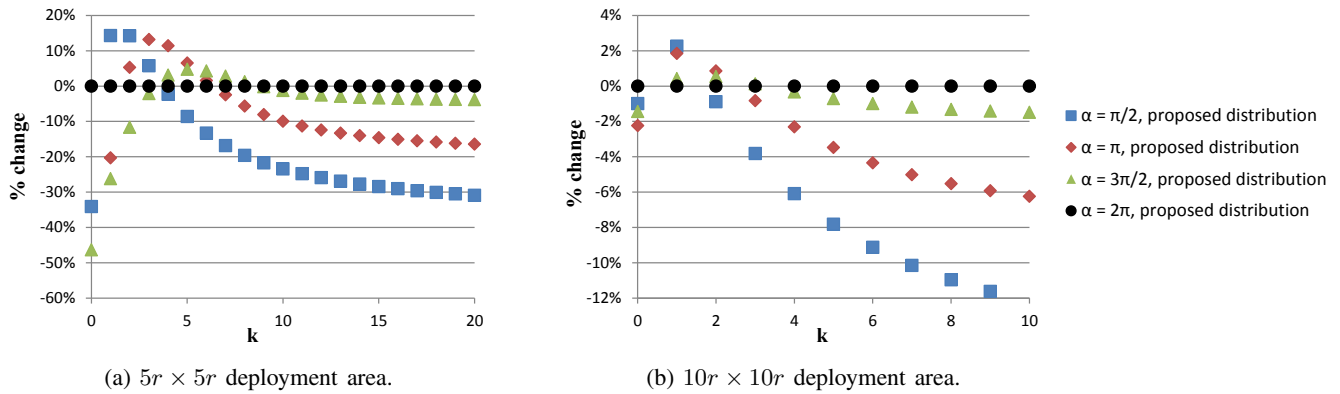 20%
10%
0%
-10%
-20%
-30%
-40%
-50%
-60%
% change
0 5 10 15 20
k
(a) 5r × 5r deployment area.
4%
2%
0%
-2%
-4%
-6%
-8%
-10%
-12%
% change
0 2 4 6 8 10
k
(b) 10r × 10r deployment area.
α = π/2, proposed distribution
α = π, proposed distribution
α = 3π/2, proposed distribution
α = 2π, proposed distribution